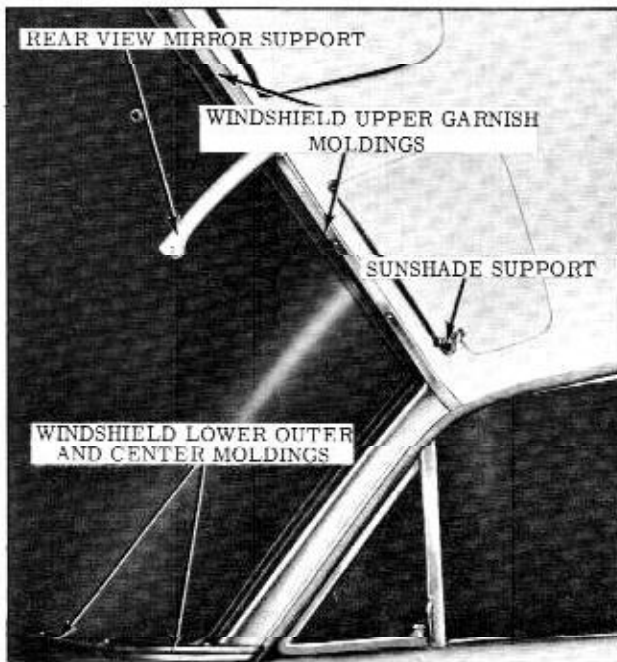 REAR VIEW MIRROR SUPPORT
WINDSHIELD UPPER GARNISH
MOLDINGS
SUNSHADE SUPPORT
WINDSHIELD LOWER OUTER
AND CENTER MOLDINGS